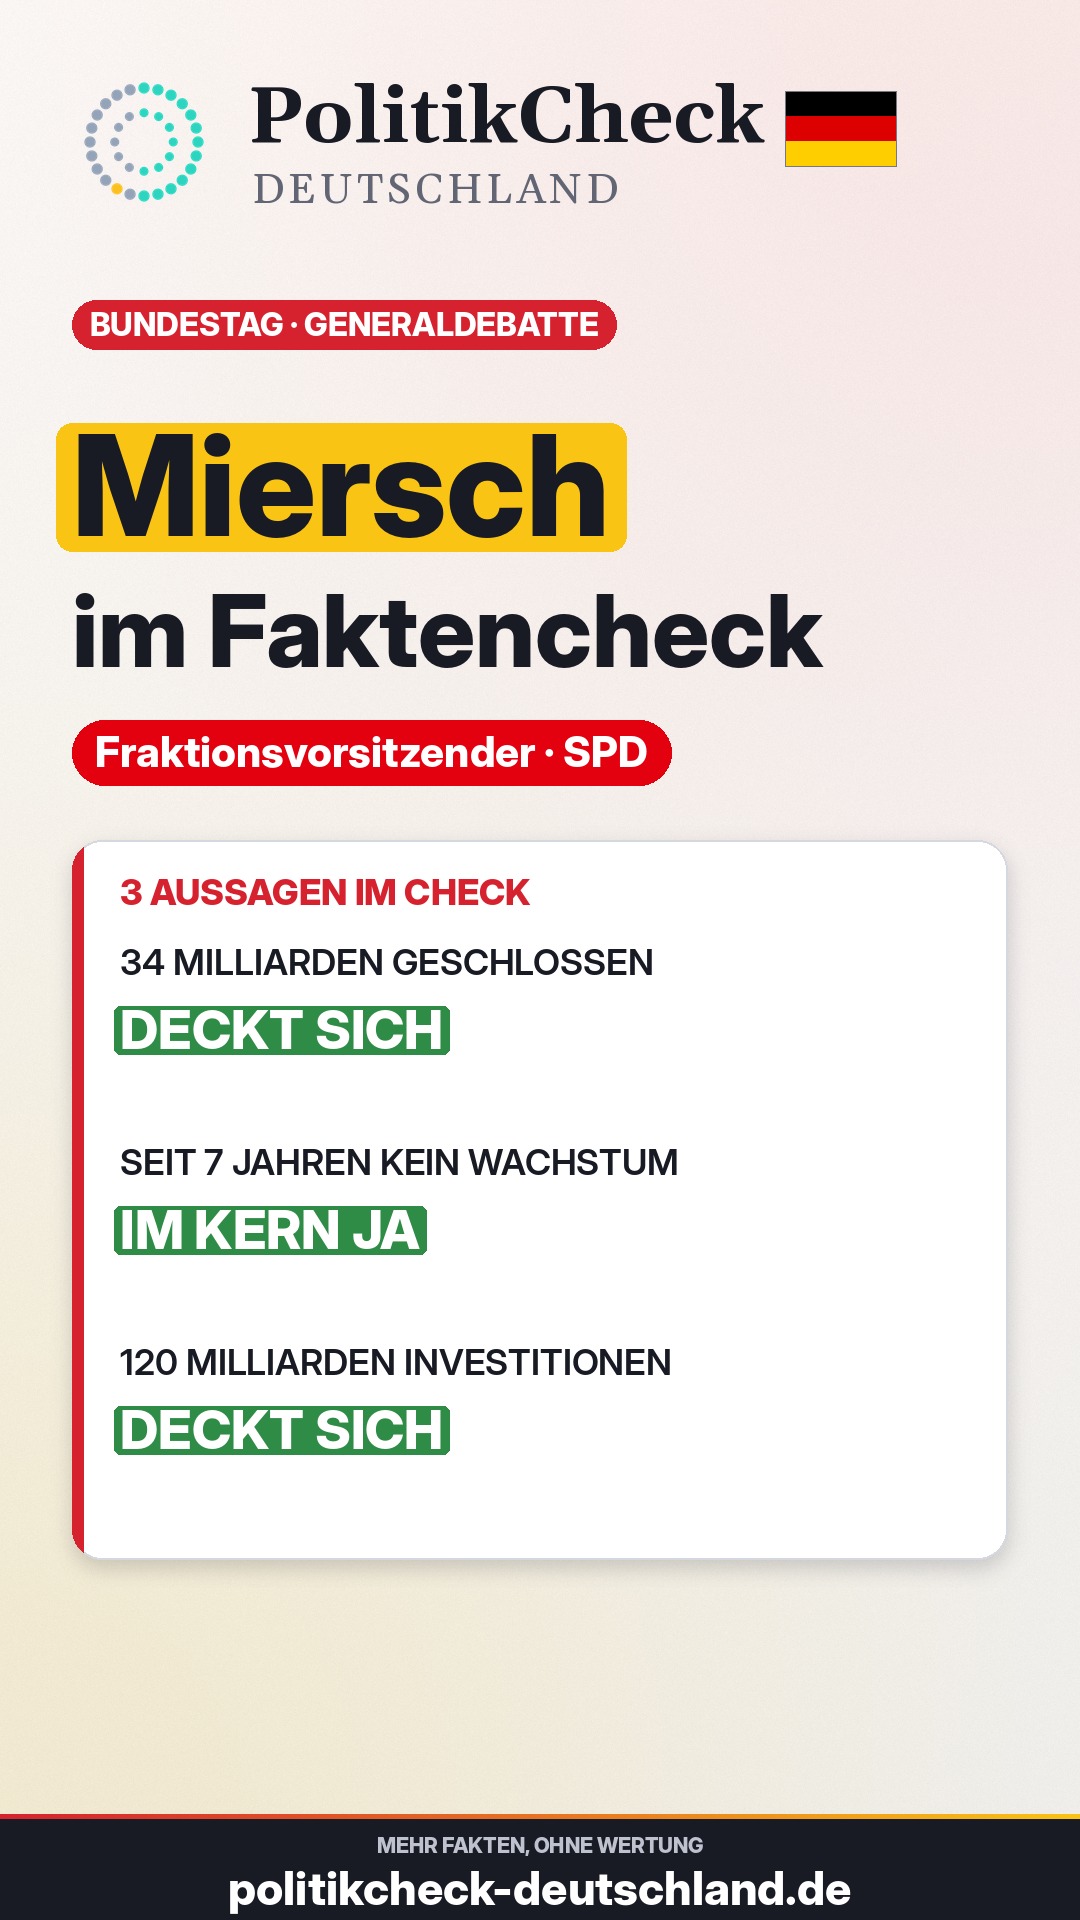 PolitikCheck
DEUTSCHLAND
BUNDESTAG · GENERALDEBATTE
Miersch
im Faktencheck
Fraktionsvorsitzender · SPD
3 AUSSAGEN IM CHECK
34 MILLIARDEN GESCHLOSSEN
DECKT SICH
SEIT 7 JAHREN KEIN WACHSTUM
IM KERN JA
120 MILLIARDEN INVESTITIONEN
DECKT SICH
MEHR FAKTEN, OHNE WERTUNG
politikcheck-deutschland.de